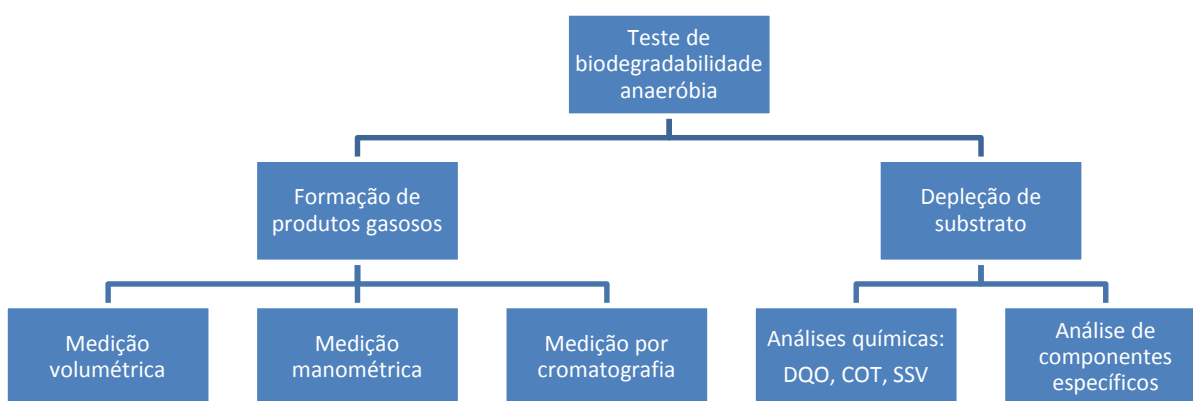 Teste de
biodegradabilidade
anaeróbia
Formação de
produtos gasosos
Depleção de
substrato
Medição
volumétrica
Medição
manométrica
Medição por
cromatografia
Análises químicas:
DQO, COT, SSV
Análise de
componentes
específicos